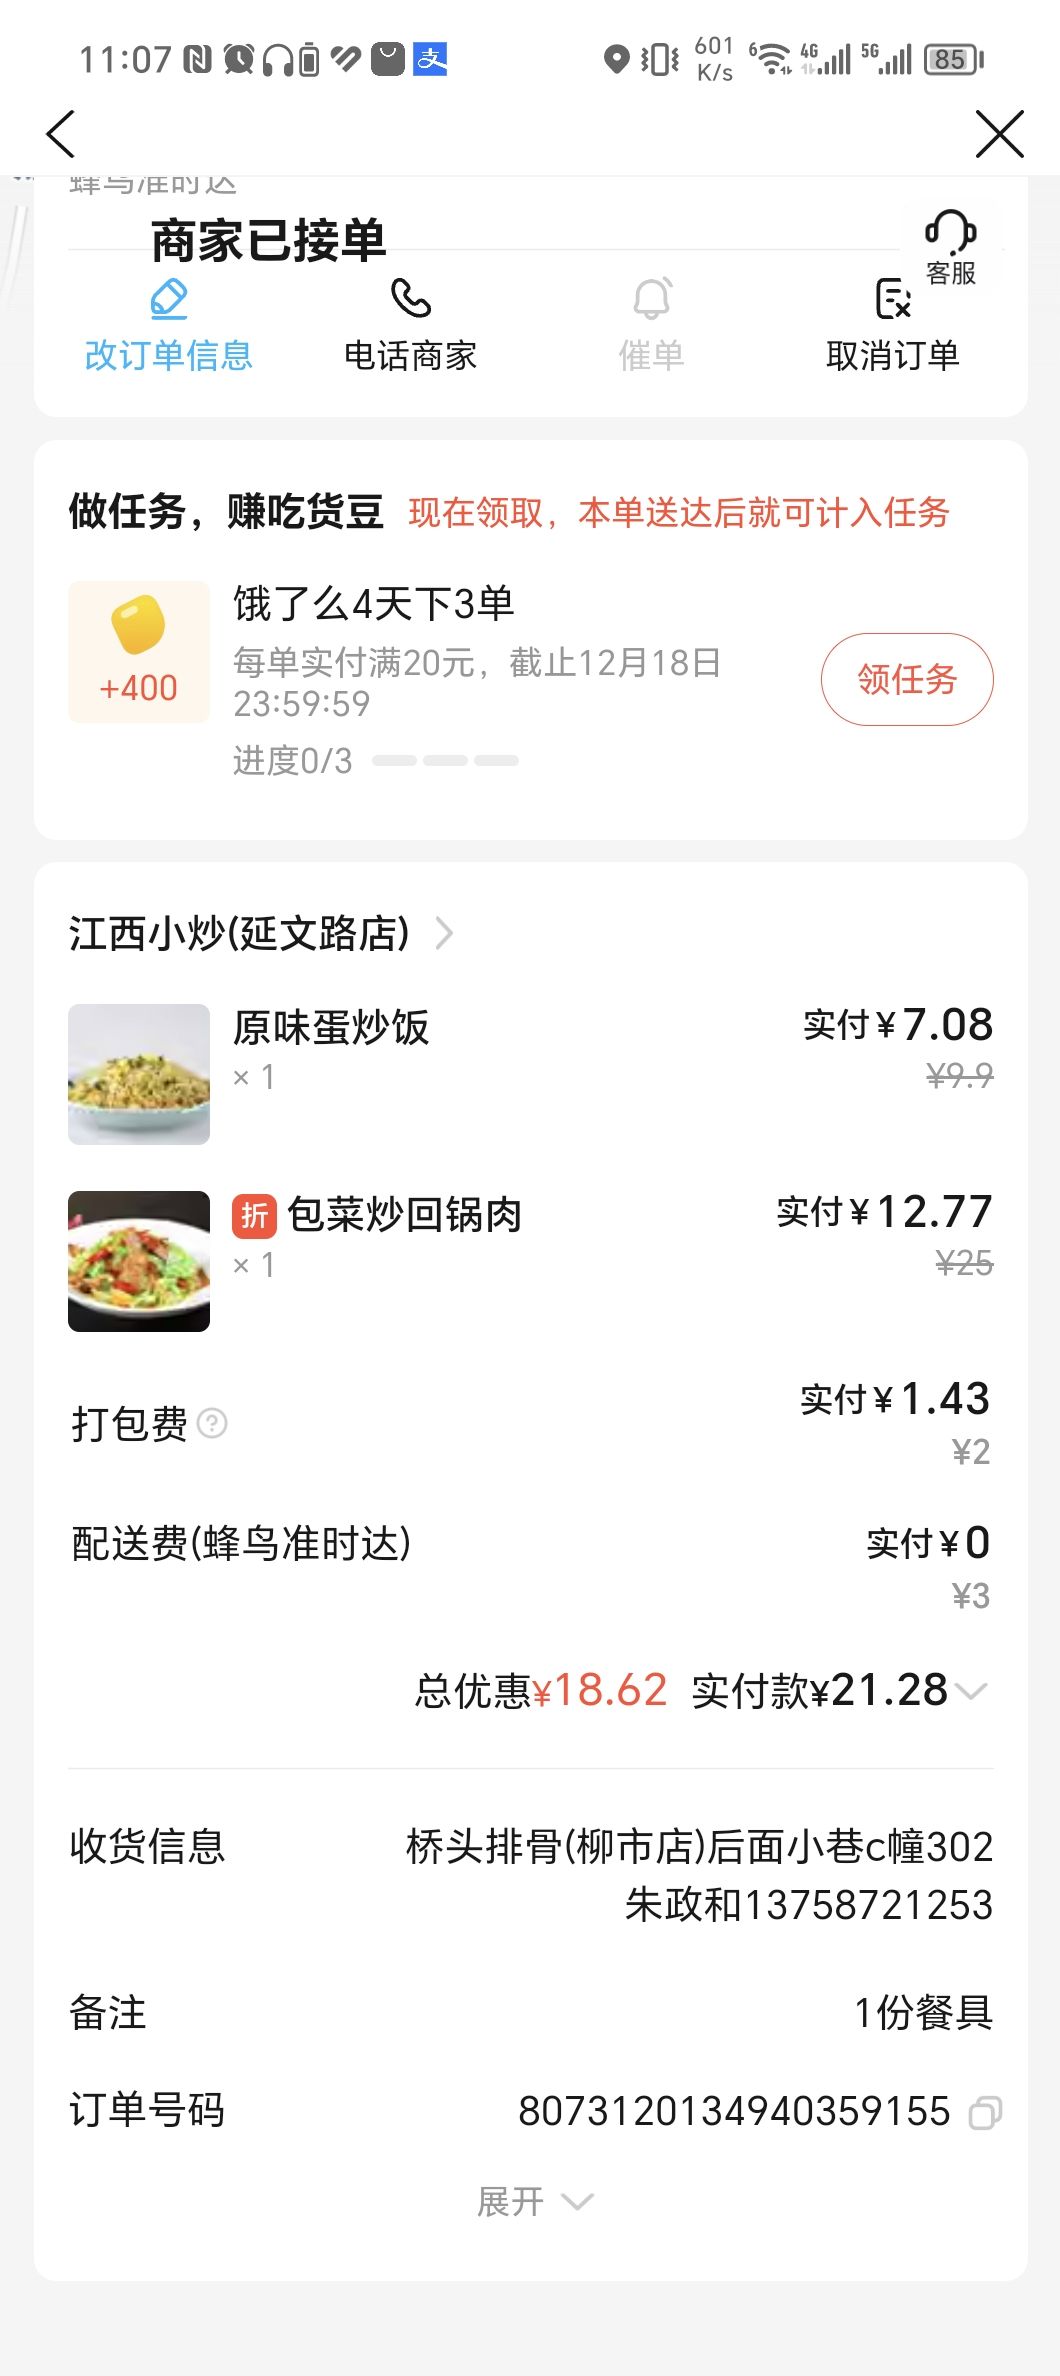 11:07
601
K/s
6
4G
5G
85
蜂鸟准时达
商家已接单
客服
改订单信息
电话商家
催单
取消订单
做任务，赚吃货豆 现在领取，本单送达后就可计入任务
+400
饿了么4天下3单
每单实付满20元，截止12月18日
23:59:59
进度0/3
领任务
江西小炒(延文路店)
原味蛋炒饭 实付¥7.08
× 1 ¥9.9
折 包菜炒回锅肉 实付¥12.77
× 1 ¥25
打包费 实付¥1.43
¥2
配送费(蜂鸟准时达) 实付¥0
¥3
总优惠¥18.62 实付款¥21.28
收货信息 桥头排骨(柳市店)后面小巷c幢302
朱政和13758721253
备注 1份餐具
订单号码 8073120134940359155
展开